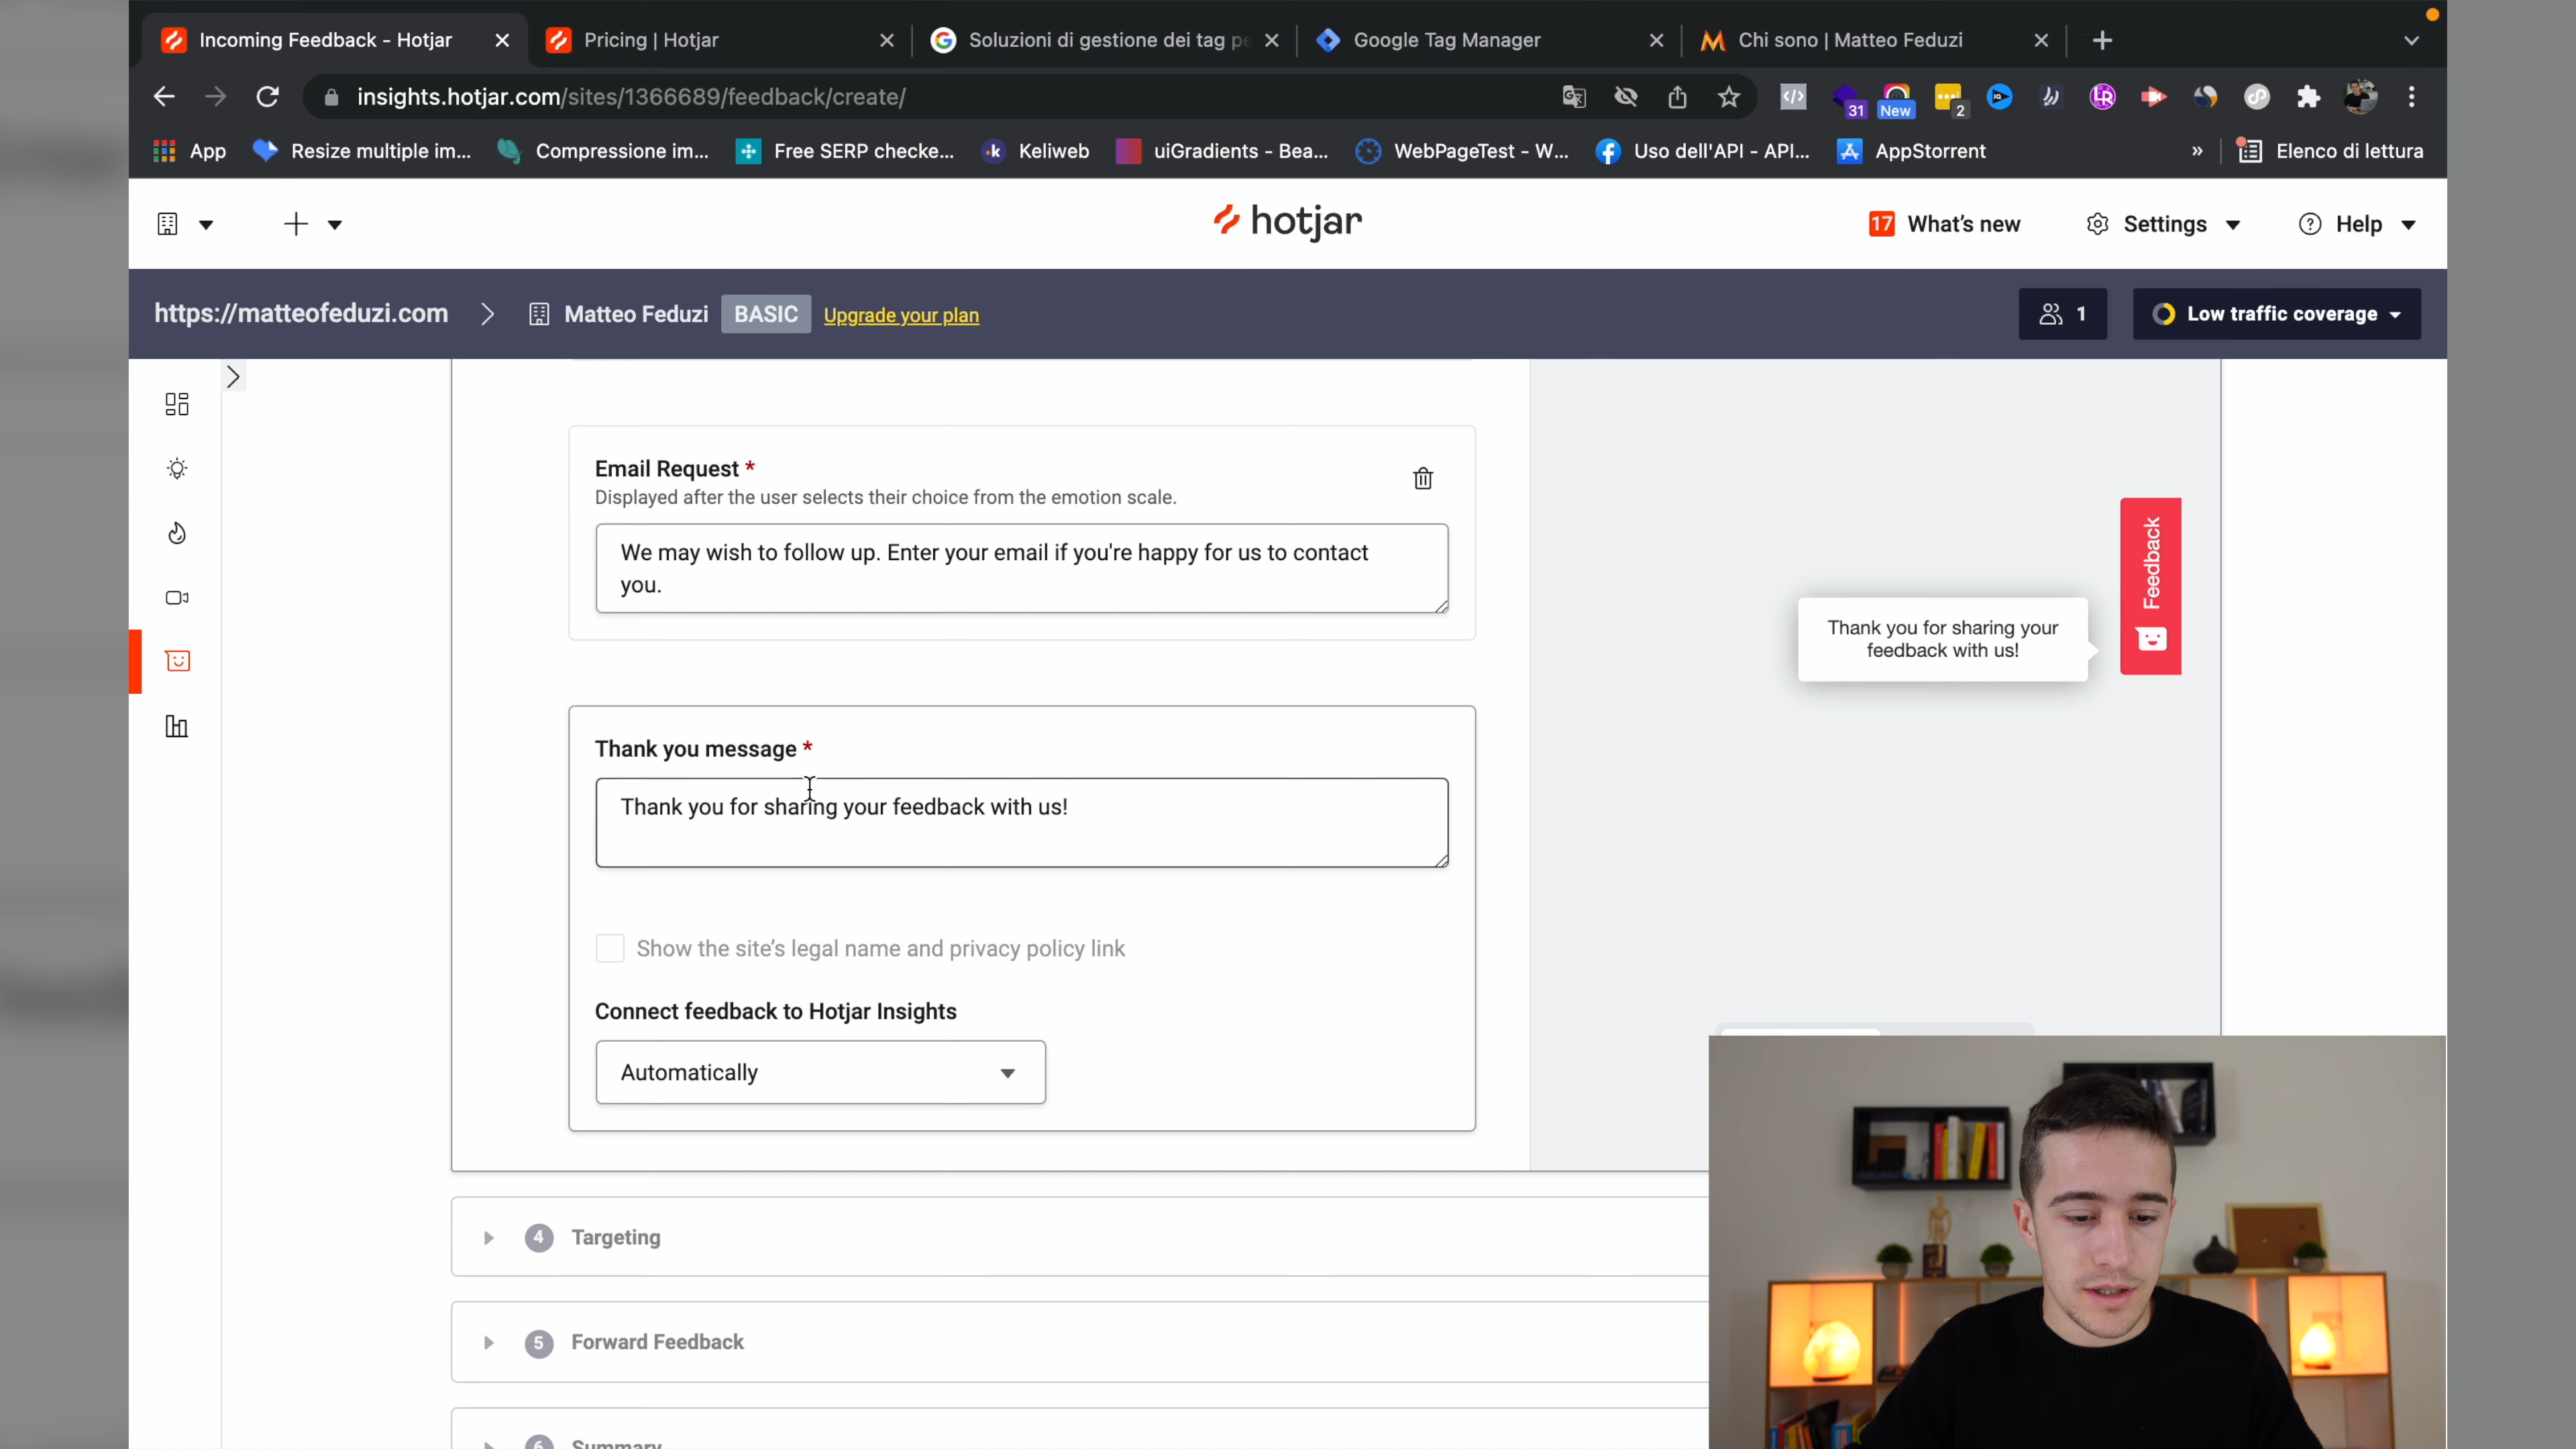 Incoming Feedback - Hotjar
Pricing | Hotjar
Soluzioni di gestione dei tag pe
Google Tag Manager
Chi sono | Matteo Feduzi
insights.hotjar.com/sites/1366689/feedback/create/
31
New
2
App
Resize multiple im...
Compressione im...
Free SERP checke...
Keliweb
uiGradients - Bea...
WebPageTest - W...
Uso dell'API - API...
AppStorrent
»
Elenco di lettura
hotjar
17 What's new
Settings
Help
https://matteofeduzi.com
Matteo Feduzi
BASIC
Upgrade your plan
1
Low traffic coverage
Email Request *
Displayed after the user selects their choice from the emotion scale.
We may wish to follow up. Enter your email if you're happy for us to contact
you.
Feedback
Thank you for sharing your
feedback with us!
Thank you message *
Thank you for sharing your feedback with us!
Show the site's legal name and privacy policy link
Connect feedback to Hotjar Insights
Automatically
4 Targeting
5 Forward Feedback
6 Summary